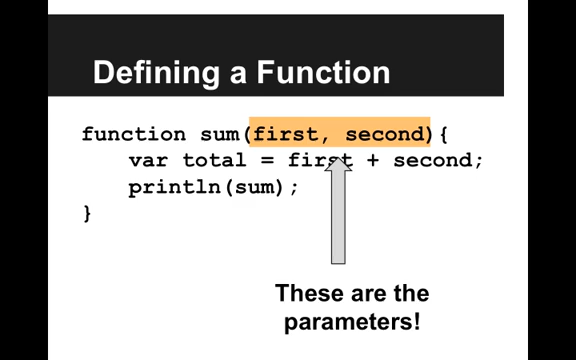 Defining a Function
function sum(first, second){
var total = first + second;
println(sum);
}
These are the
parameters!